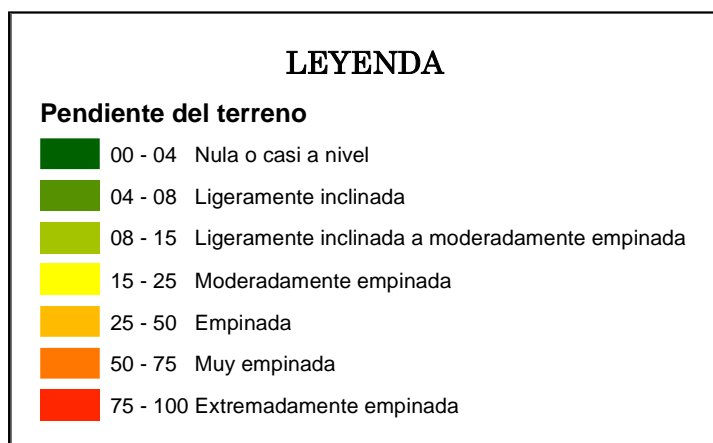 LEYENDA
Pendiente del terreno
00 - 04 Nula o casi a nivel
04 - 08 Ligeramente inclinada
08 - 15 Ligeramente inclinada a moderadamente empinada
15 - 25 Moderadamente empinada
25 - 50 Empinada
50 - 75 Muy empinada
75 - 100 Extremadamente empinada